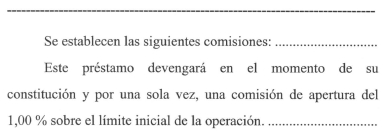 Se establecen las siguientes comisiones: ..............................
Este préstamo devengará en el momento de su
constitución y por una sola vez, una comisión de apertura del
1,00 % sobre el límite inicial de la operación. ................................